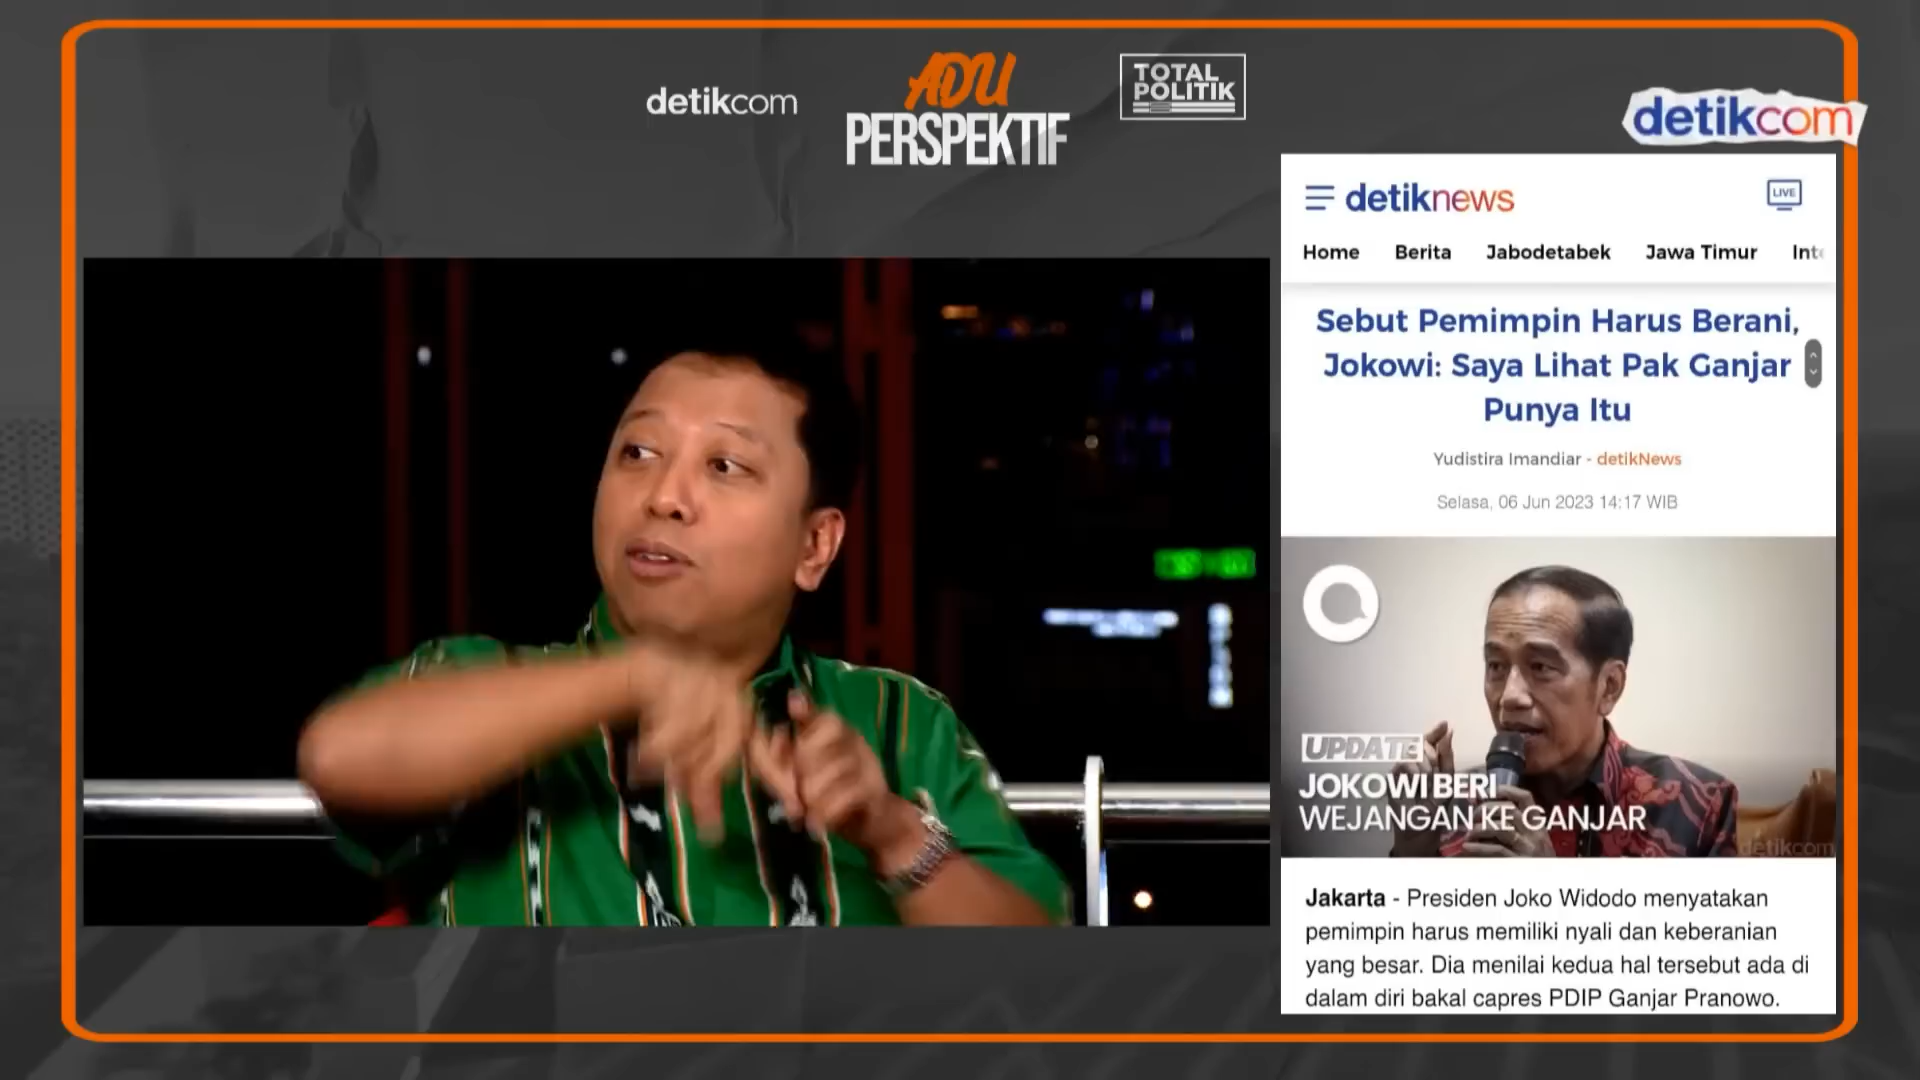 detikcom
ADU
PERSPEKTIF
TOTAL
POLITIK
detikcom
detiknews
LIVE
Home Berita Jabodetabek Jawa Timur Inte
Sebut Pemimpin Harus Berani,
Jokowi: Saya Lihat Pak Ganjar
Punya Itu
Yudistira Imandiar - detikNews
Selasa, 06 Jun 2023 14:17 WIB
UPDATE
JOKOWI BERI
WEJANGAN KE GANJAR
detikcom
Jakarta - Presiden Joko Widodo menyatakan
pemimpin harus memiliki nyali dan keberanian
yang besar. Dia menilai kedua hal tersebut ada di
dalam diri bakal capres PDIP Ganjar Pranowo.